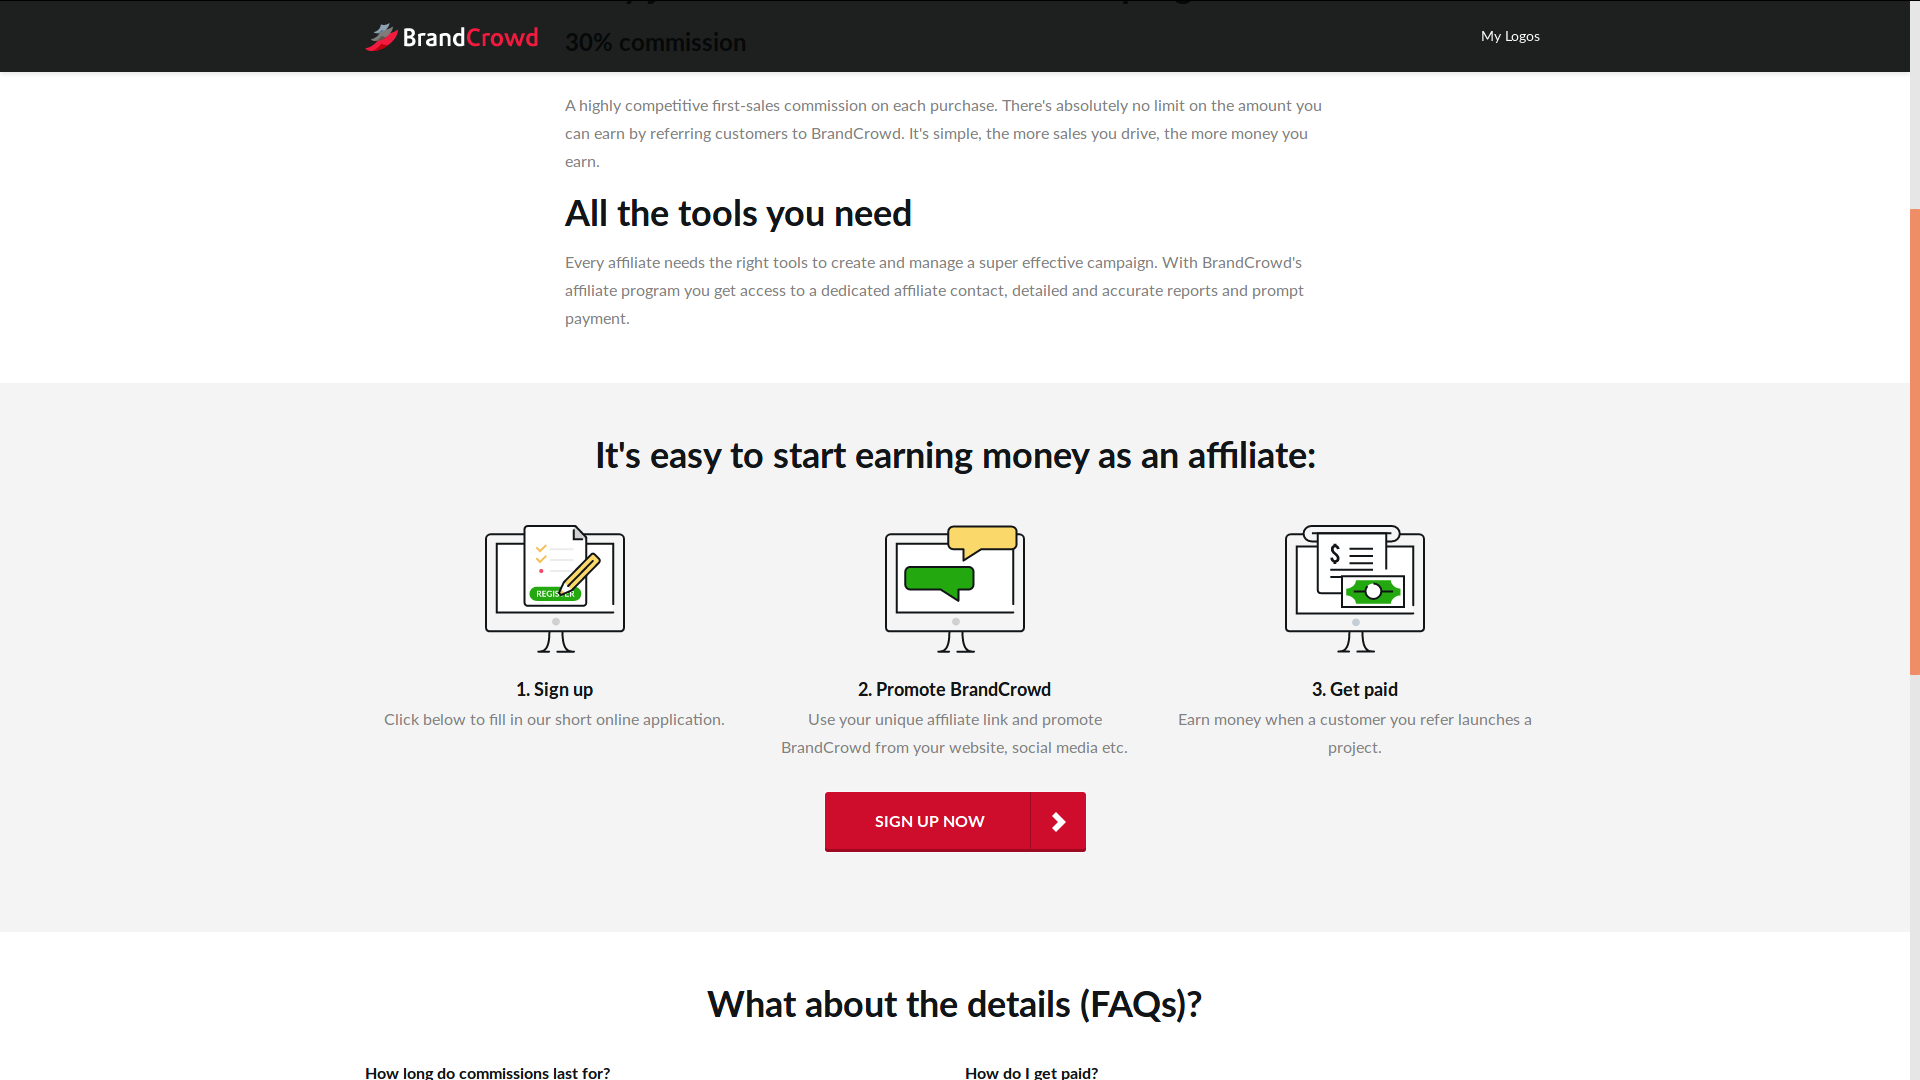 BrandCrowd
30% commission
My Logos
A highly competitive first-sales commission on each purchase. There's absolutely no limit on the amount you
can earn by referring customers to BrandCrowd. It's simple, the more sales you drive, the more money you
earn.
All the tools you need
Every affiliate needs the right tools to create and manage a super effective campaign. With BrandCrowd's
affiliate program you get access to a dedicated affiliate contact, detailed and accurate reports and prompt
payment.
It's easy to start earning money as an affiliate:
REGISTER
$
1. Sign up
Click below to fill in our short online application.
2. Promote BrandCrowd
Use your unique affiliate link and promote
BrandCrowd from your website, social media etc.
3. Get paid
Earn money when a customer you refer launches a
project.
SIGN UP NOW
What about the details (FAQs)?
How long do commissions last for?
How do I get paid?